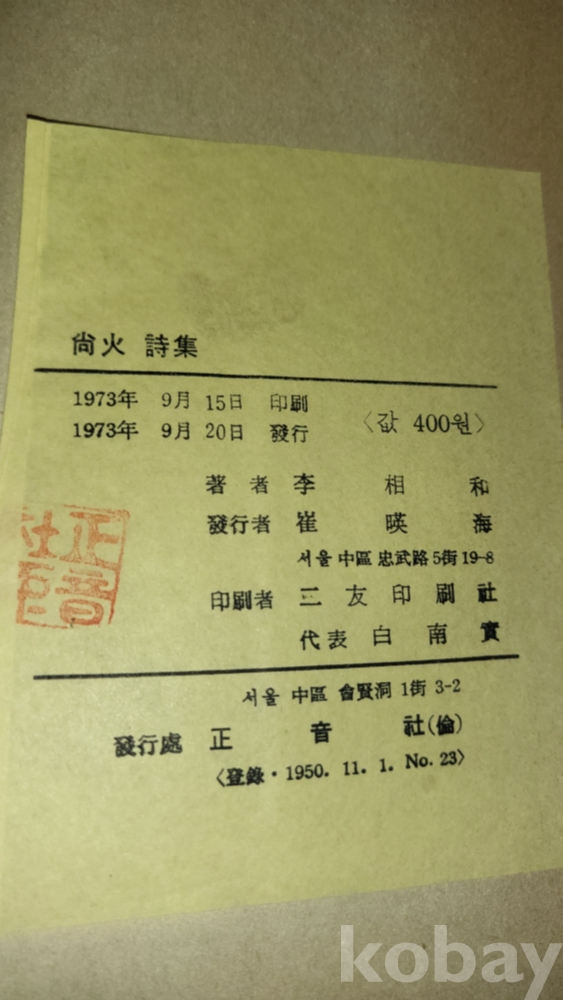 尙火 詩集
1973年 9月 15日 印刷
1973年 9月 20日 發行
〈값 400원〉
著者 李相和
發行者 崔暎海
서울 中區 忠武路 5街 19-8
印刷者 三友印刷社
代表 白南實
서울 中區 會賢洞 1街 3-2
發行處 正音社(倫)
〈登錄·1950. 11. 1. No. 23〉
正音社
kobay